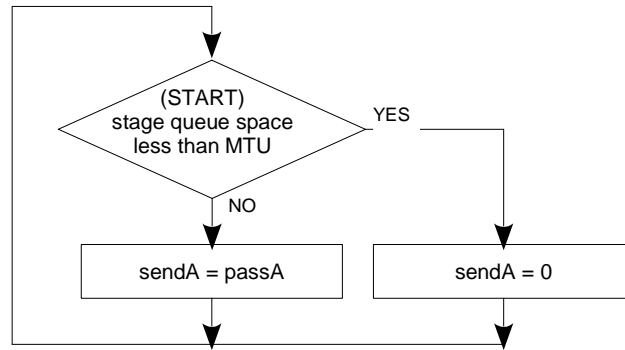 (START)
stage queue space
less than MTU
YES
NO
sendA = passA
sendA = 0